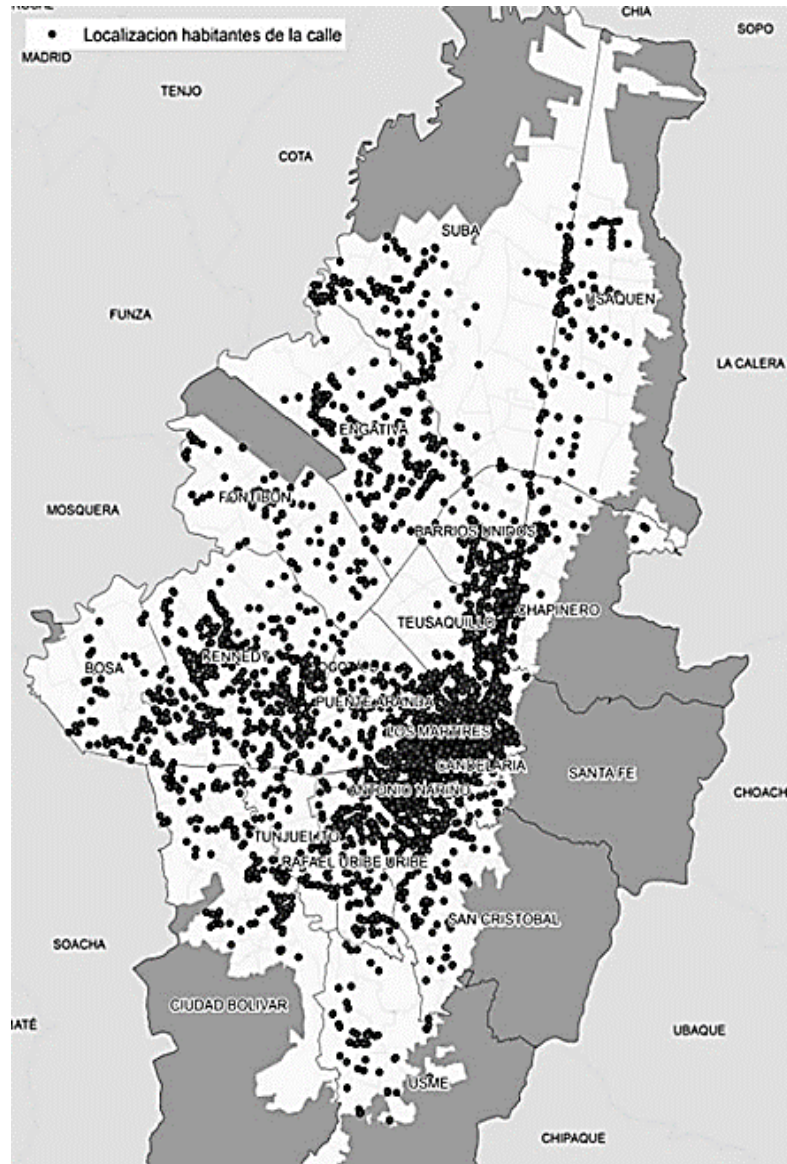 CHIA
Localizacion habitantes de la calle
SOPO
MADRID
TENJO
COTA
SUBA
USAQUEN
FUNZA
LA CALERA
ENGATIVA
FONTIBON
MOSQUERA
BARRIOS UNIDOS
CHAPINERO
TEUSAQUILLO
KENNEDY
BOSA
PUENTE ARANDA
LOS MARTIRES
CANDELARIA
SANTA FE
ANTONIO NARIÑO
CHOACH
TUNJUELITO
RAFAEL URIBE URIBE
SAN CRISTOBAL
SOACHA
CIUDAD BOLIVAR
UBAQUE
USME
CHIPAQUE